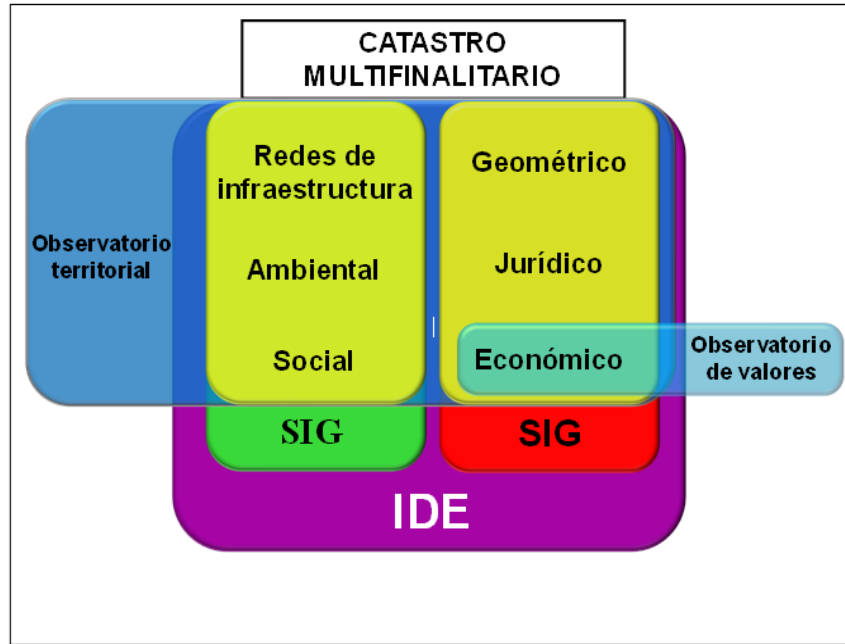 CATASTRO
MULTIFINALITARIO
Observatorio
territorial
Redes de
infraestructura
Ambiental
Social
SIG
Geométrico
Jurídico
Económico
SIG
Observatorio
de valores
IDE